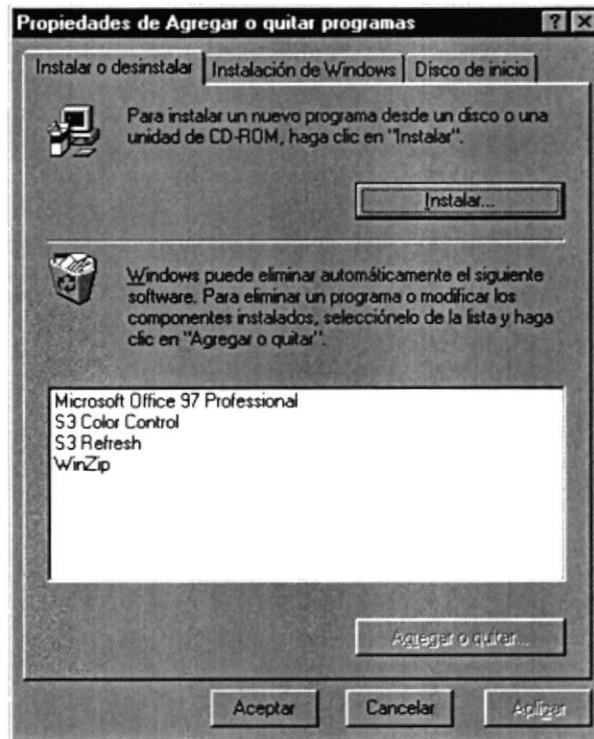 Propiedades de Agregar o quitar programas
Instalar o desinstalar
Instalación de Windows
Disco de inicio
Para instalar un nuevo programa desde un disco o una
unidad de CD-ROM, haga clic en "Instalar".
Instalar...
Windows puede eliminar automáticamente el siguiente
software. Para eliminar un programa o modificar los
componentes instalados, selecciónelo de la lista y haga
clic en "Agregar o quitar".
Microsoft Office 97 Professional
S3 Color Control
S3 Refresh
WinZip
Agregar o quitar...
Aceptar
Cancelar
Aplicar